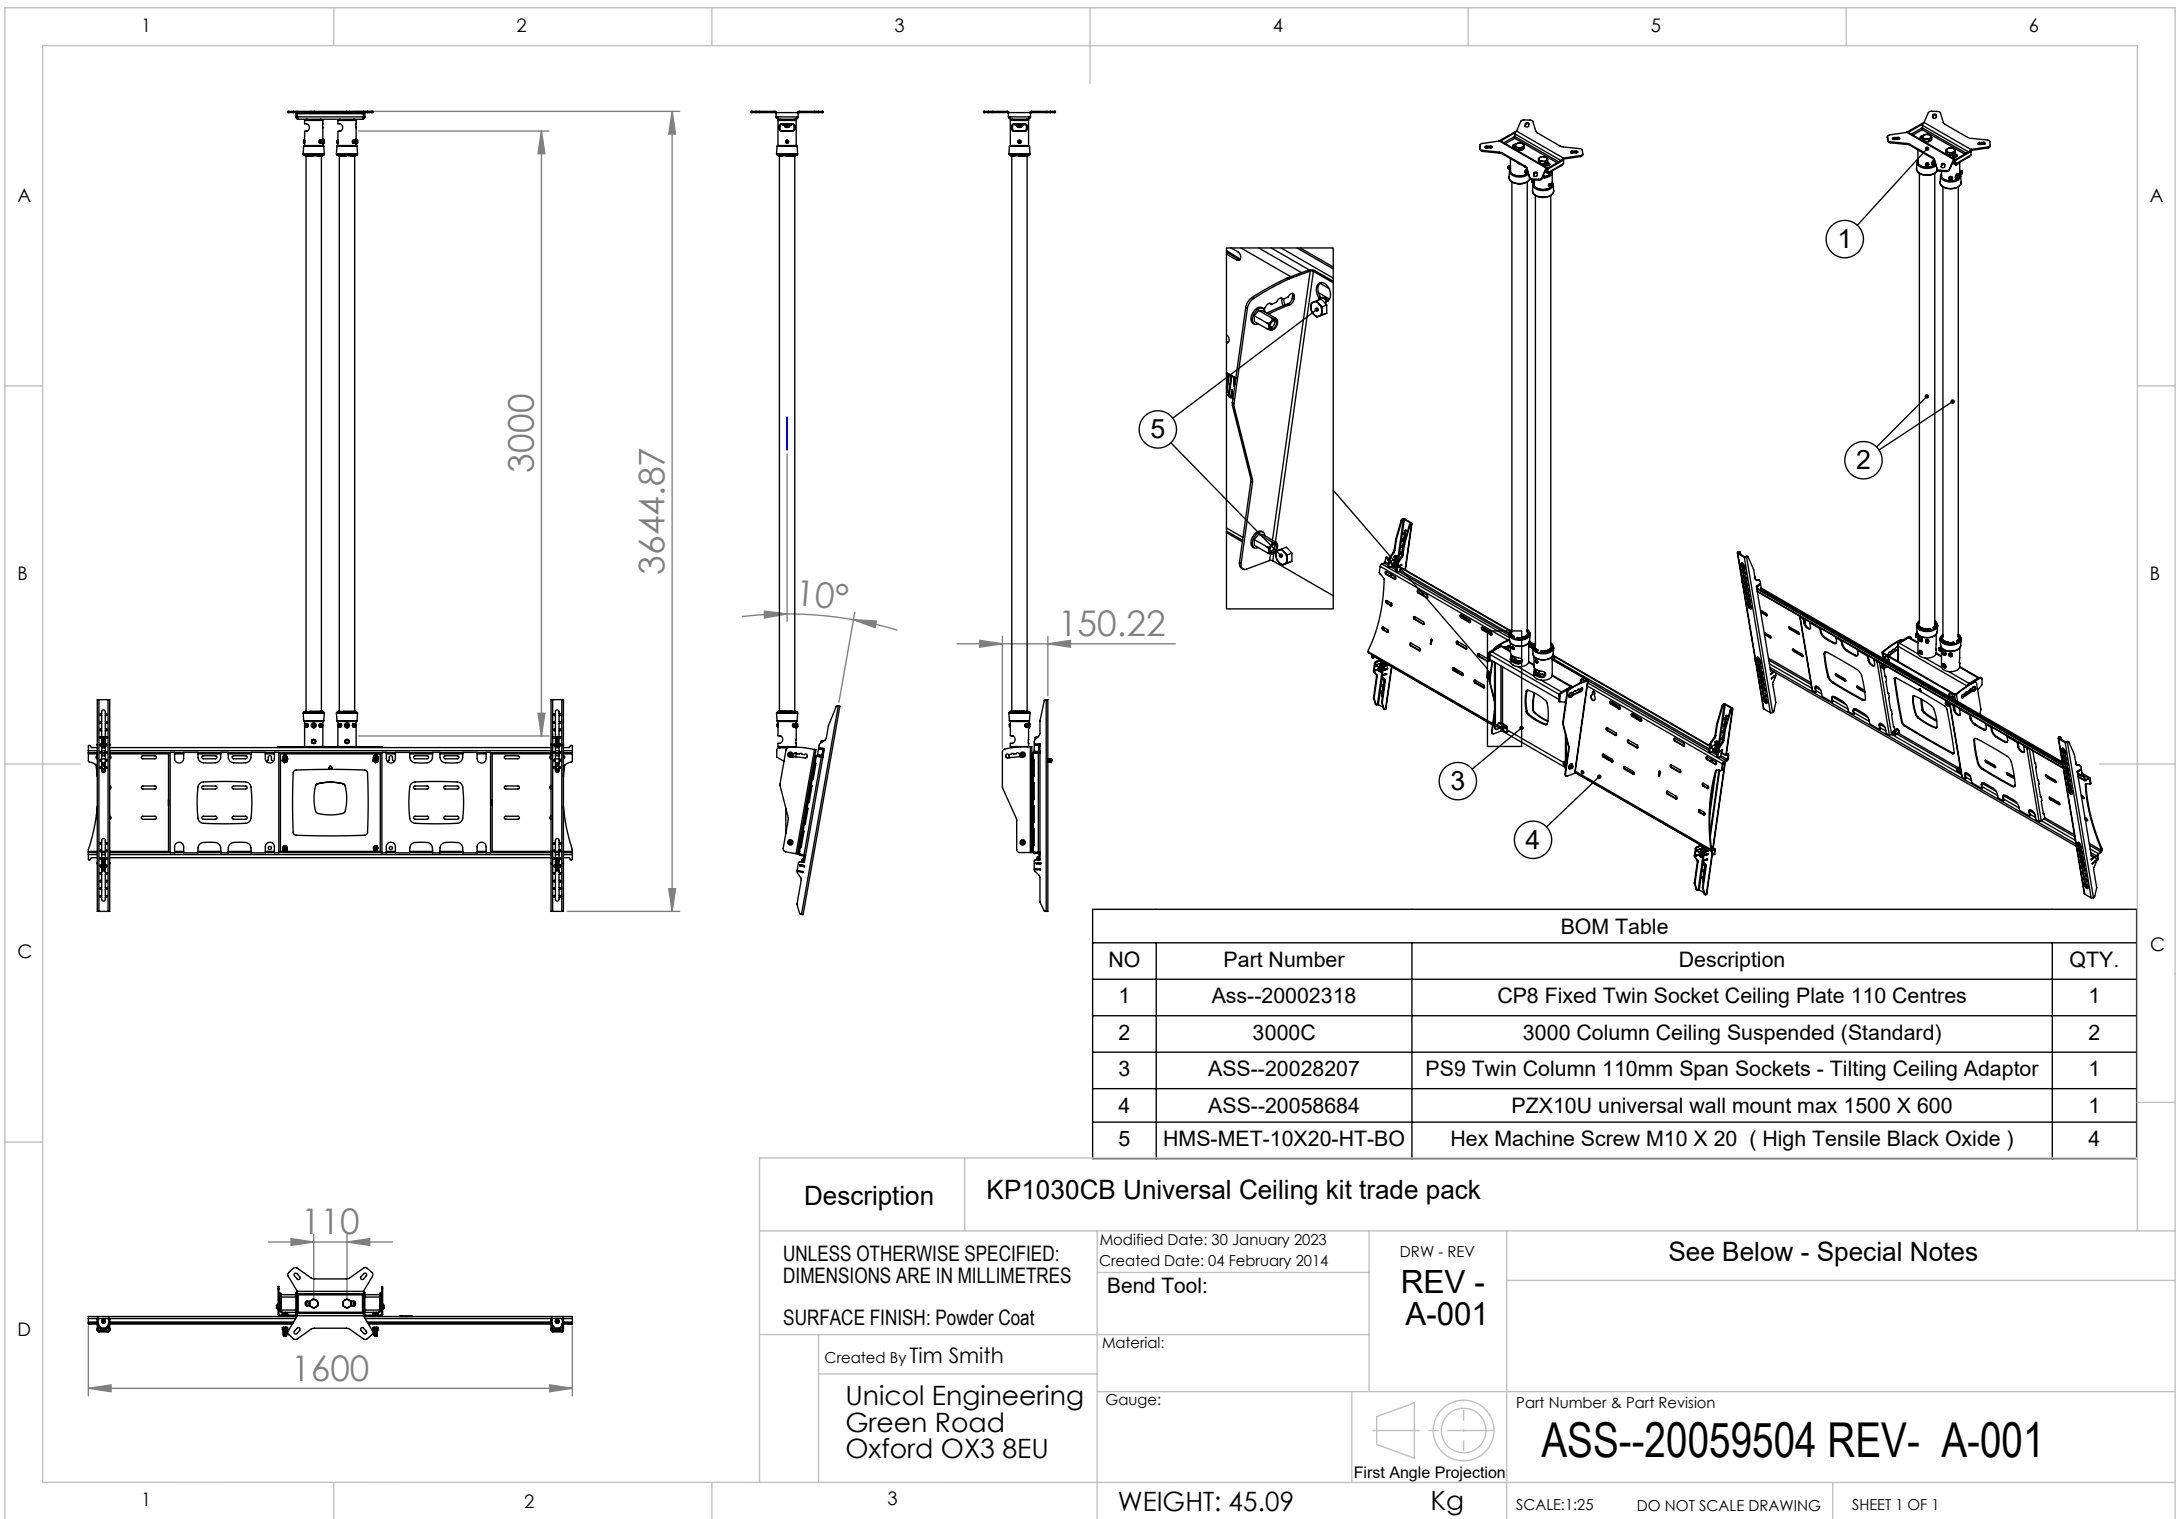 1 2 3 4 5 6
A A
B B
C C
D
3000
3644.87
10°
150.22
1
2
5
3
4
110
1600
BOM Table
NO Part Number Description QTY.
1 Ass--20002318 CP8 Fixed Twin Socket Ceiling Plate 110 Centres 1
2 3000C 3000 Column Ceiling Suspended (Standard) 2
3 ASS--20028207 PS9 Twin Column 110mm Span Sockets - Tilting Ceiling Adaptor 1
4 ASS--20058684 PZX10U universal wall mount max 1500 X 600 1
5 HMS-MET-10X20-HT-BO Hex Machine Screw M10 X 20 ( High Tensile Black Oxide ) 4
Description KP1030CB Universal Ceiling kit trade pack
UNLESS OTHERWISE SPECIFIED:
DIMENSIONS ARE IN MILLIMETRES
SURFACE FINISH: Powder Coat
Created By Tim Smith
Unicol Engineering
Green Road
Oxford OX3 8EU
Modified Date: 30 January 2023
Created Date: 04 February 2014
Bend Tool:
Material:
Gauge:
DRW - REV
REV -
A-001
First Angle Projection
See Below - Special Notes
Part Number & Part Revision
ASS--20059504 REV- A-001
WEIGHT: 45.09 Kg
SCALE:1:25 DO NOT SCALE DRAWING SHEET 1 OF 1
1 2 3